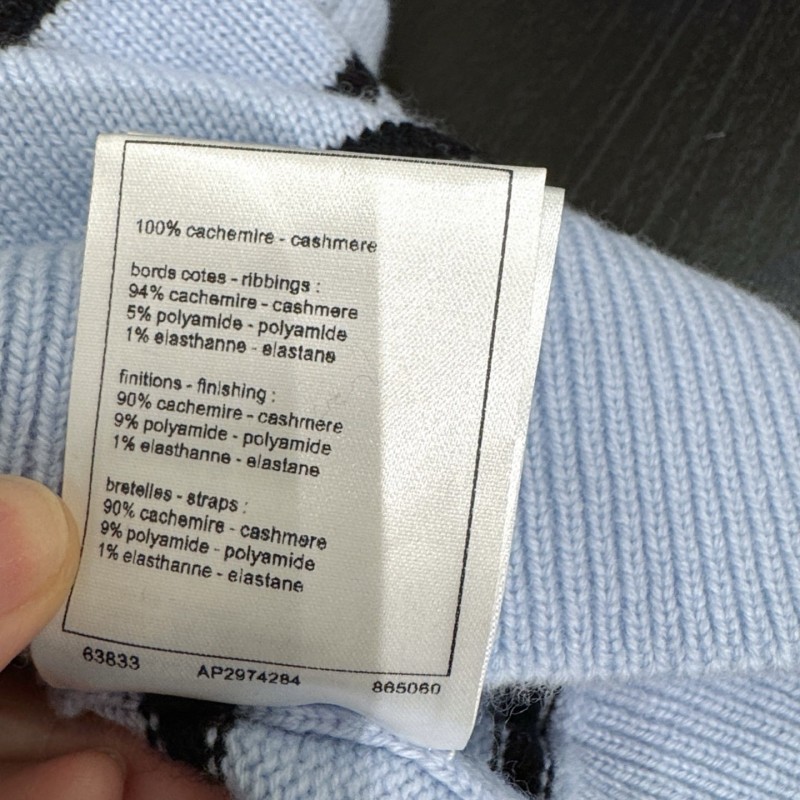 100% cachemire - cashmere
bords cotes - ribbings :
94% cachemire - cashmere
5% polyamide - polyamide
1% elasthanne - elastane
finitions - finishing :
90% cachemire - cashmere
9% polyamide - polyamide
1% elasthanne - elastane
bretelles - straps :
90% cachemire - cashmere
9% polyamide - polyamide
1% elasthanne - elastane
63833 AP2974284 865060